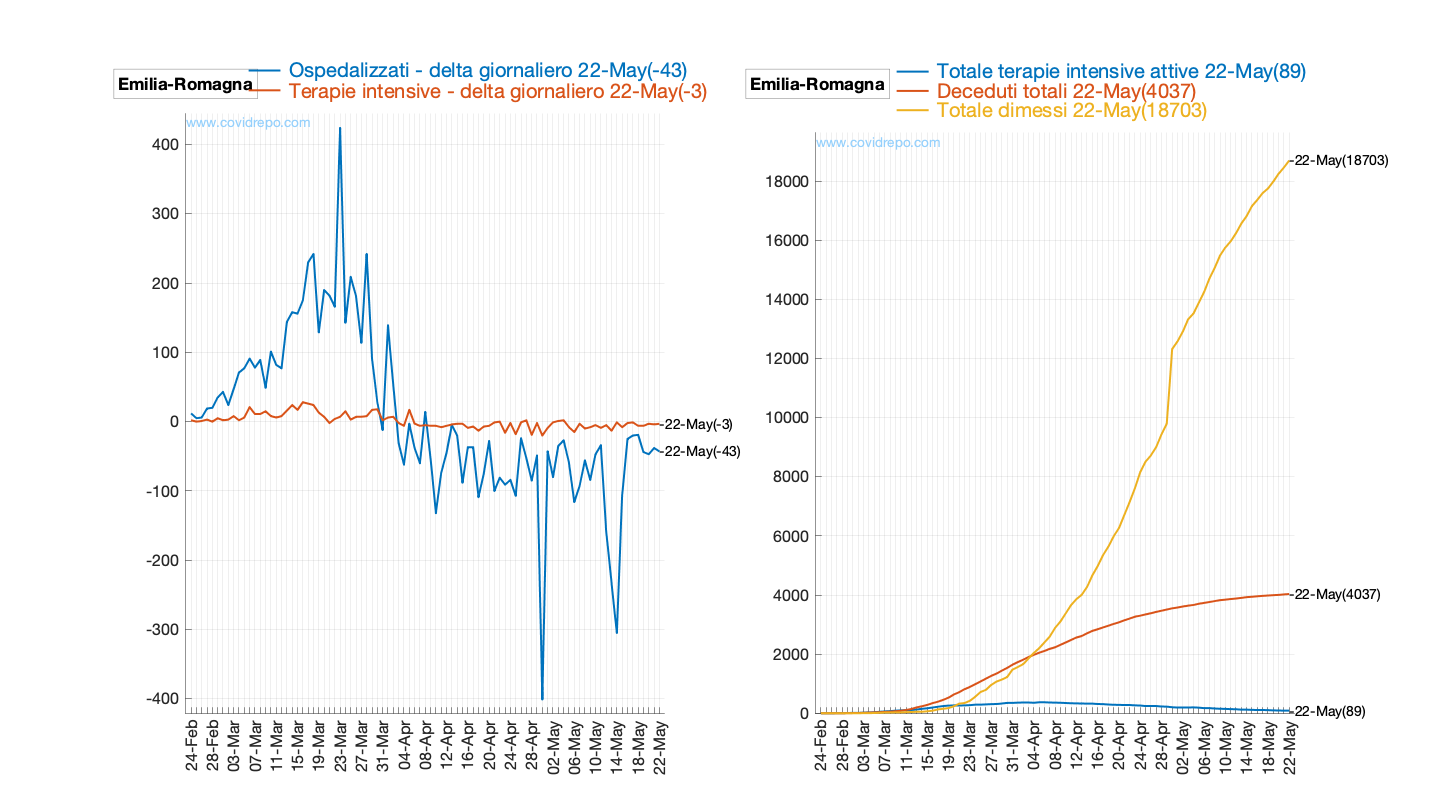 Emilia-Romagna
Ospedalizzati - delta giornaliero 22-May(-43)
Terapie intensive - delta giornaliero 22-May(-3)
www.covidrepo.com
400
300
200
100
0
-100
-200
-300
-400
22-May(-3)
22-May(-43)
24-Feb
28-Feb
03-Mar
07-Mar
11-Mar
15-Mar
19-Mar
23-Mar
27-Mar
31-Mar
04-Apr
08-Apr
12-Apr
16-Apr
20-Apr
24-Apr
28-Apr
02-May
06-May
10-May
14-May
18-May
22-May
Emilia-Romagna
Totale terapie intensive attive 22-May(89)
Deceduti totali 22-May(4037)
Totale dimessi 22-May(18703)
www.covidrepo.com
18000
16000
14000
12000
10000
8000
6000
4000
2000
0
22-May(18703)
22-May(4037)
22-May(89)
24-Feb
28-Feb
03-Mar
07-Mar
11-Mar
15-Mar
19-Mar
23-Mar
27-Mar
31-Mar
04-Apr
08-Apr
12-Apr
16-Apr
20-Apr
24-Apr
28-Apr
02-May
06-May
10-May
14-May
18-May
22-May